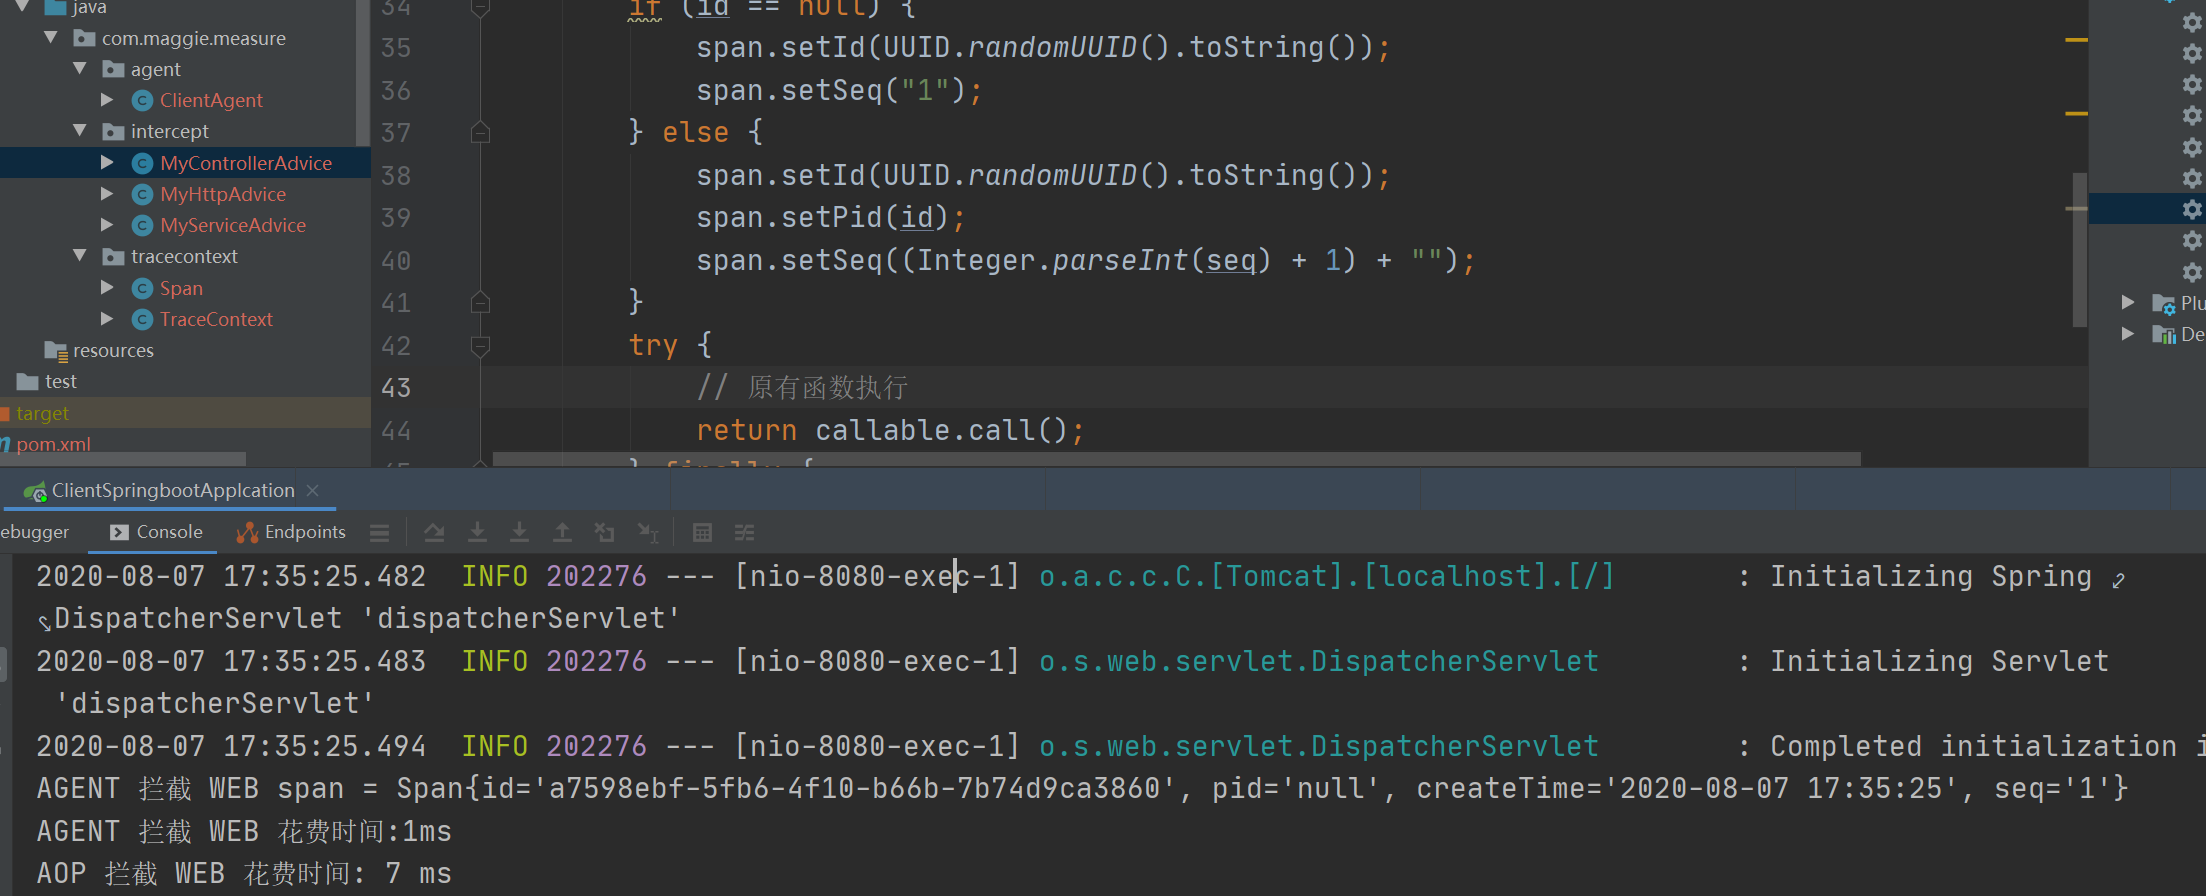 java
com.maggie.measure
agent
ClientAgent
intercept
MyControllerAdvice
MyHttpAdvice
MyServiceAdvice
tracecontext
Span
TraceContext
resources
test
target
pom.xml
34 if (id == null) {
35 span.setId(UUID.randomUUID().toString());
36 span.setSeq("1");
37 } else {
38 span.setId(UUID.randomUUID().toString());
39 span.setPid(id);
40 span.setSeq((Integer.parseInt(seq) + 1) + "");
41 }
42 try {
43 // 原有函数执行
44 return callable.call();
45 } finally {
Plu
De
ClientSpringbootApplcation
ebugger Console Endpoints
2020-08-07 17:35:25.482 INFO 202276 --- [nio-8080-exec-1] o.a.c.c.C.[Tomcat].[localhost].[/] : Initializing Spring
DispatcherServlet 'dispatcherServlet'
2020-08-07 17:35:25.483 INFO 202276 --- [nio-8080-exec-1] o.s.web.servlet.DispatcherServlet : Initializing Servlet
'dispatcherServlet'
2020-08-07 17:35:25.494 INFO 202276 --- [nio-8080-exec-1] o.s.web.servlet.DispatcherServlet : Completed initialization i
AGENT 拦截 WEB span = Span{id='a7598ebf-5fb6-4f10-b66b-7b74d9ca3860', pid='null', createTime='2020-08-07 17:35:25', seq='1'}
AGENT 拦截 WEB 花费时间:1ms
AOP 拦截 WEB 花费时间: 7 ms